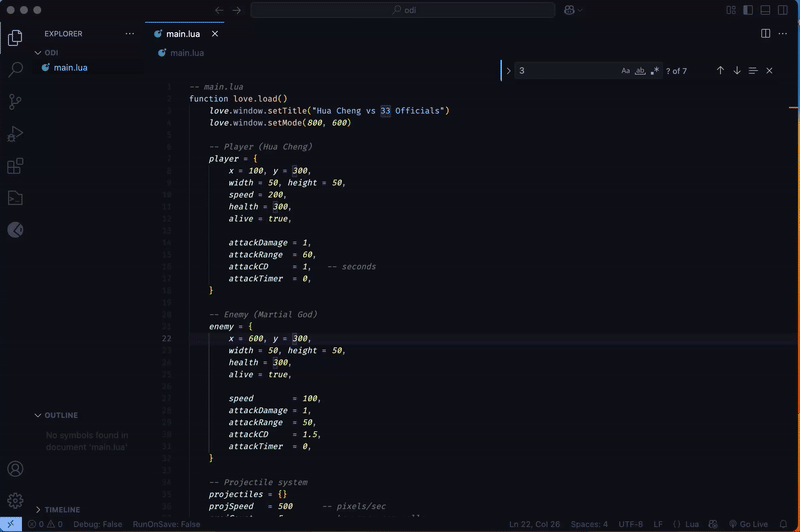 odi
EXPLORER
main.lua
ODI
main.lua
main.lua
3
Aa ab .* ? of 7
1 -- main.lua
2 function love.load()
3 love.window.setTitle("Hua Cheng vs 33 Officials")
4 love.window.setMode(800, 600)
5
6 -- Player (Hua Cheng)
7 player = {
8 x = 100, y = 300,
9 width = 50, height = 50,
10 speed = 200,
11 health = 300,
12 alive = true,
13
14 attackDamage = 1,
15 attackRange = 60,
16 attackCD = 1, -- seconds
17 attackTimer = 0,
18 }
19
20 -- Enemy (Martial God)
21 enemy = {
22 x = 600, y = 300,
23 width = 50, height = 50,
24 health = 300,
25 alive = true,
26
27 speed = 100,
28 attackDamage = 1,
29 attackRange = 50,
30 attackCD = 1.5,
31 attackTimer = 0,
32 }
33
34 -- Projectile system
35 projectiles = {}
36 projSpeed = 500 -- pixels/sec
OUTLINE
No symbols found in
document 'main.lua'
TIMELINE
0 0 Debug: False RunOnSave: False
Ln 22, Col 26 Spaces: 4 UTF-8 LF {} Lua Go Live